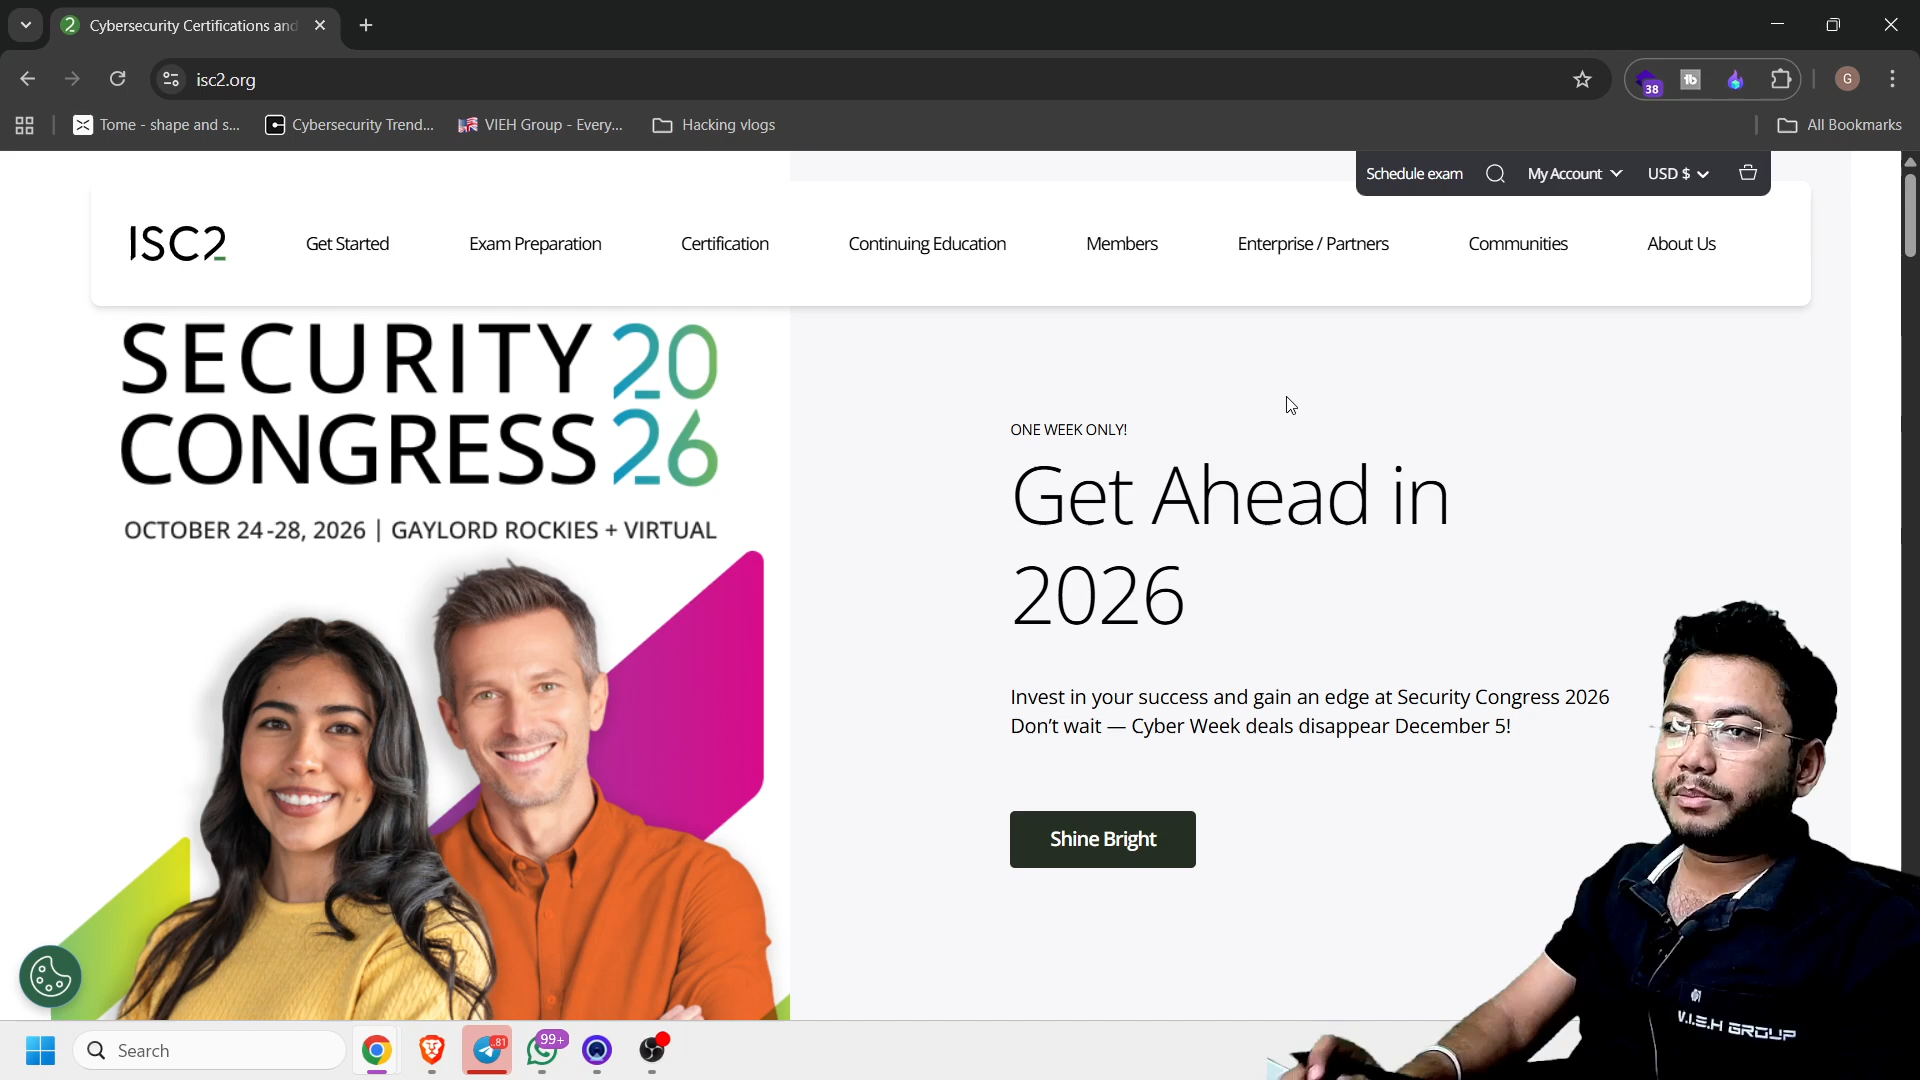 Cybersecurity Certifications and
isc2.org
38
G
Tome - shape and s...
Cybersecurity Trend...
VIEH Group - Every...
Hacking vlogs
All Bookmarks
Schedule exam
My Account
USD $
ISC2
Get Started
Exam Preparation
Certification
Continuing Education
Members
Enterprise / Partners
Communities
About Us
SECURITY 20
CONGRESS 26
OCTOBER 24-28, 2026 | GAYLORD ROCKIES + VIRTUAL
ONE WEEK ONLY!
Get Ahead in
2026
Invest in your success and gain an edge at Security Congress 2026
Don't wait — Cyber Week deals disappear December 5!
Shine Bright
V.I.E.H GROUP
Search
..81
99+